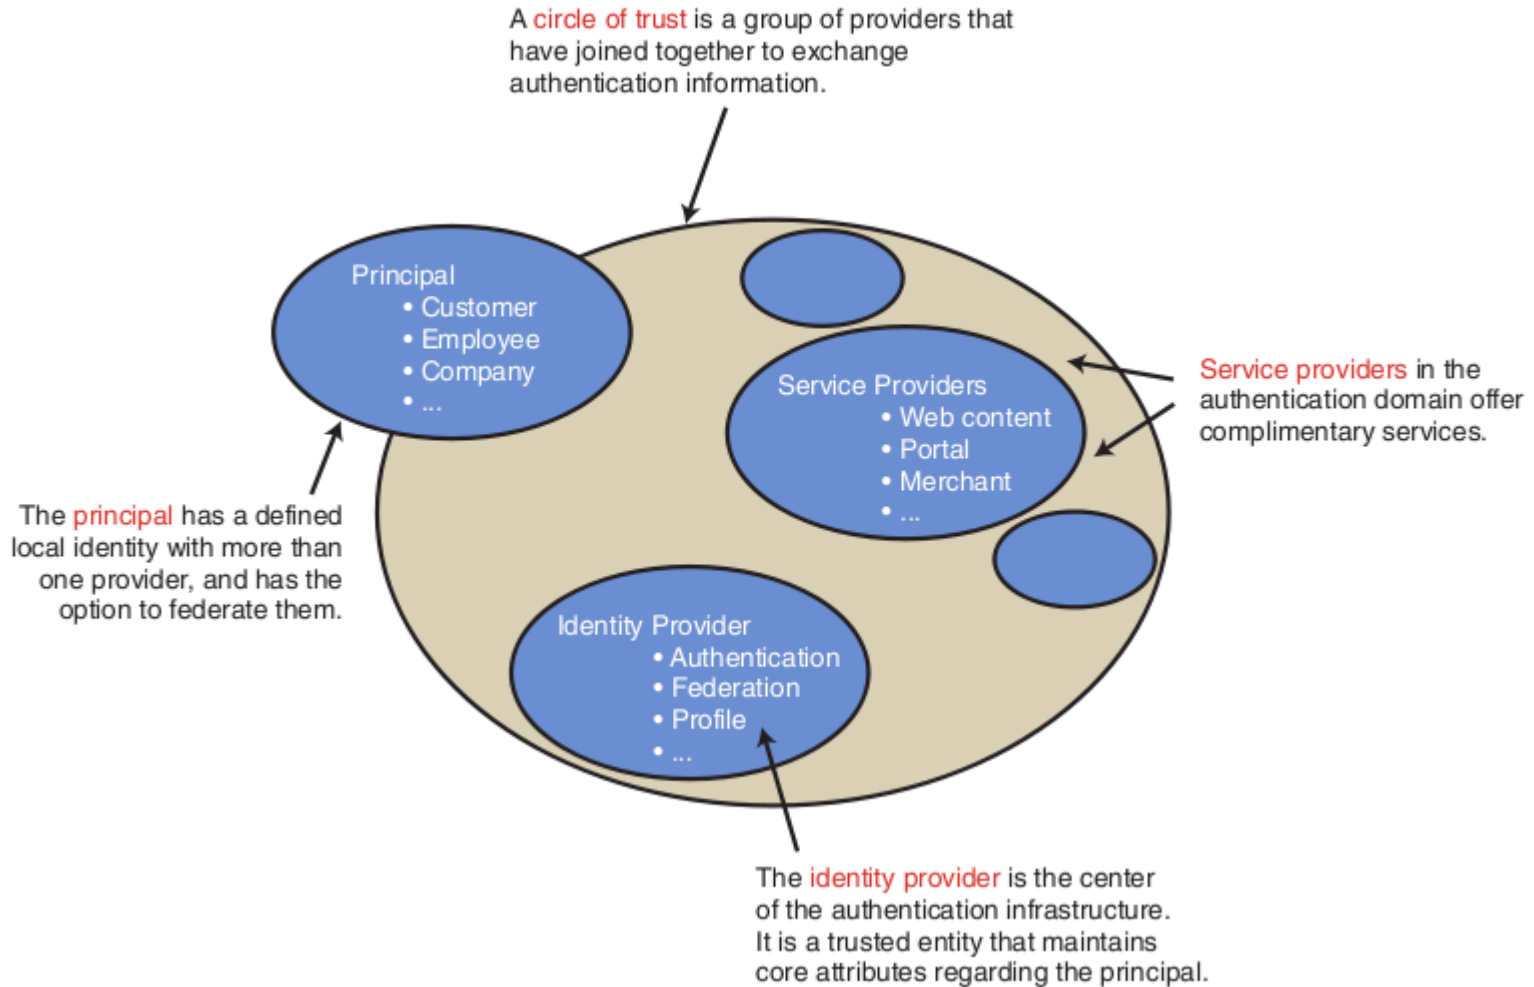 A circle of trust is a group of providers that
have joined together to exchange
authentication information.
Principal
• Customer
• Employee
• Company
• ...
Service Providers
• Web content
• Portal
• Merchant
• ...
Service providers in the
authentication domain offer
complimentary services.
The principal has a defined
local identity with more than
one provider, and has the
option to federate them.
Identity Provider
• Authentication
• Federation
• Profile
• ...
The identity provider is the center
of the authentication infrastructure.
It is a trusted entity that maintains
core attributes regarding the principal.